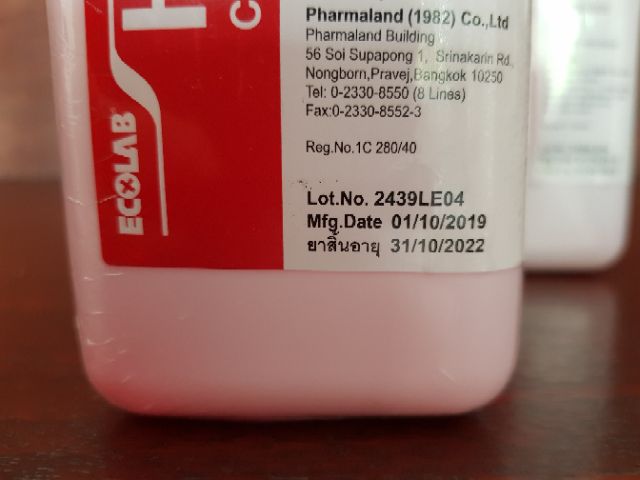 ECOLAB
H
C
Pharmaland (1982) Co.,Ltd
Pharmaland Building
56 Soi Supapong 1, Srinakarin Rd,
Nongborn,Pravej,Bangkok 10250
Tel: 0-2330-8550 (8 Lines)
Fax:0-2330-8552-3
Reg.No.1C 280/40
Lot.No. 2439LE04
Mfg.Date 01/10/2019
ยาสิ้นอายุ 31/10/2022